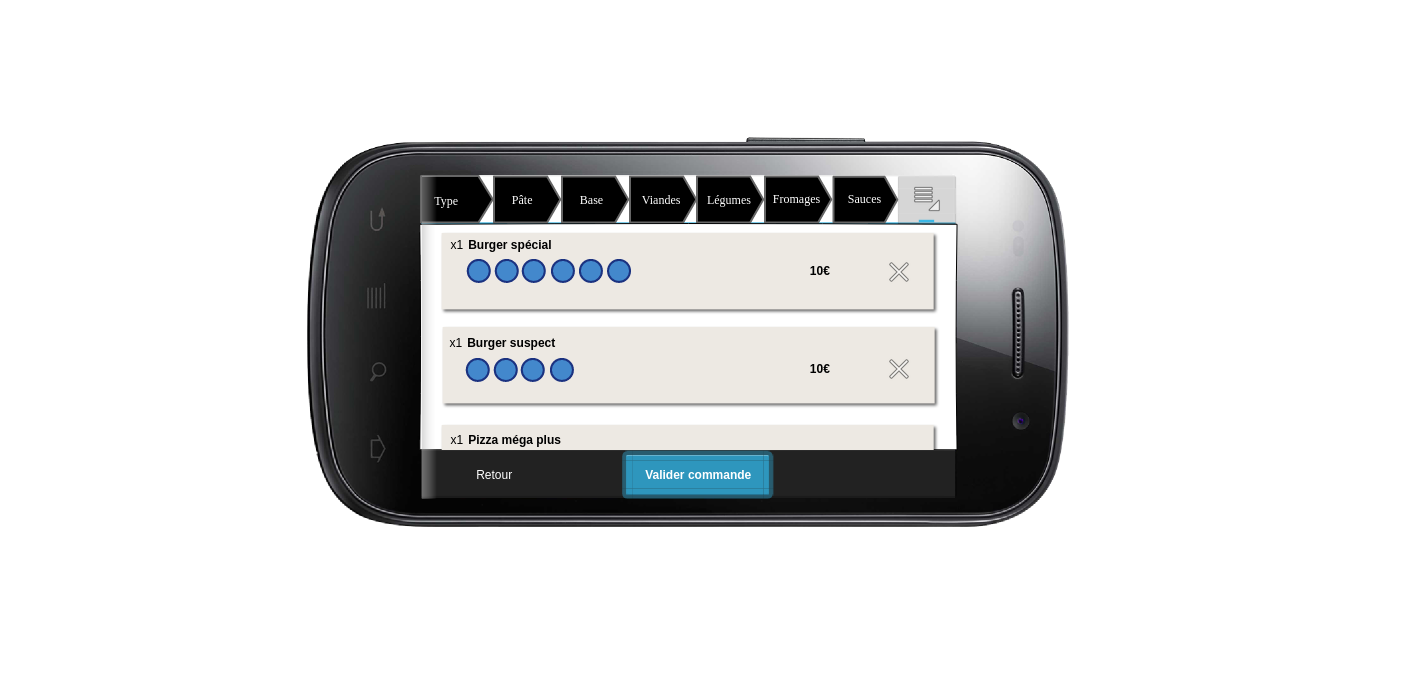 Type Pâte Base Viandes Légumes Fromages Sauces
x1 Burger spécial
10€
x1 Burger suspect
10€
x1 Pizza méga plus
Retour Valider commande